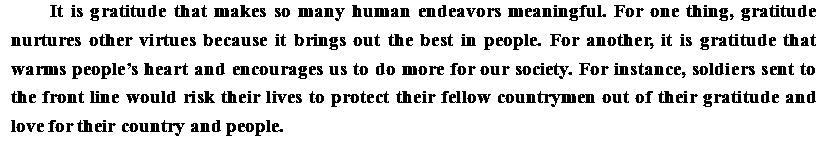 It is gratitude that makes so many human endeavors meaningful. For one thing, gratitude
nurtures other virtues because it brings out the best in people. For another, it is gratitude that
warms people's heart and encourages us to do more for our society. For instance, soldiers sent to
the front line would risk their lives to protect their fellow countrymen out of their gratitude and
love for their country and people.